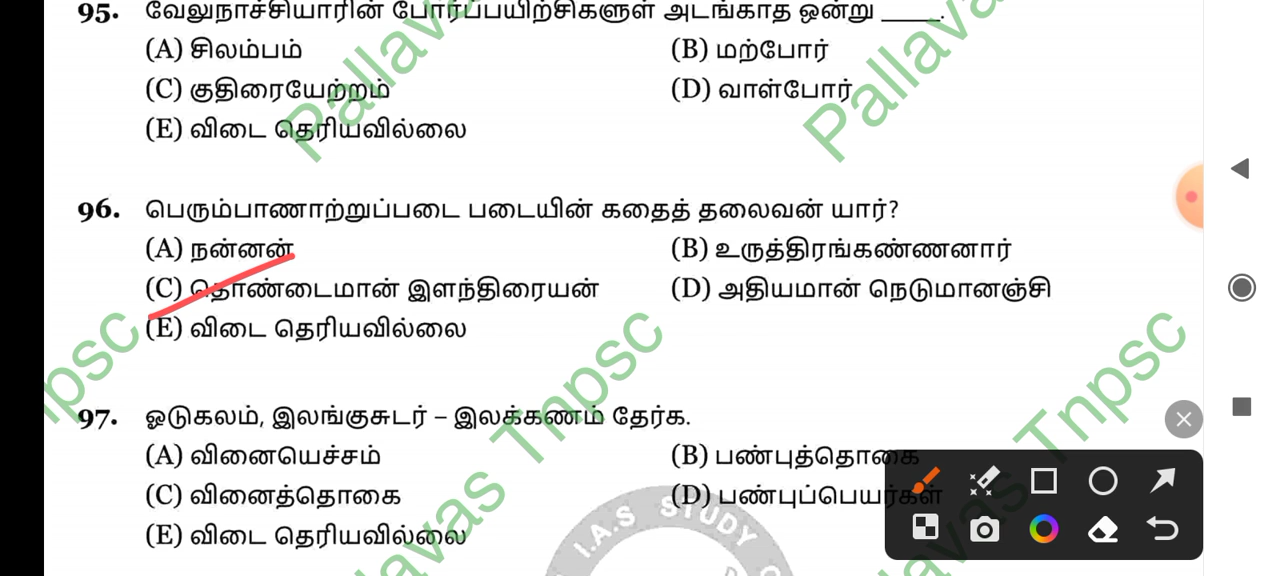 95. வேலுநாச்சியாரின் போர்ப்பயிற்சிகளுள் அடங்காத ஒன்று _____.
(A) சிலம்பம் (B) மற்போர்
(C) குதிரையேற்றம் (D) வாள்போர்
(E) விடை தெரியவில்லை
96. பெரும்பாணாற்றுப்படை படையின் கதைத் தலைவன் யார்?
(A) நன்னன் (B) உருத்திரங்கண்ணனார்
(C) தொண்டைமான் இளந்திரையன் (D) அதியமான் நெடுமானஞ்சி
(E) விடை தெரியவில்லை
97. ஓடுகலம், இலங்குசுடர் – இலக்கணம் தேர்க.
(A) வினையெச்சம் (B) பண்புத்தொகை
(C) வினைத்தொகை (D) பண்புப்பெயர்கள்
(E) விடை தெரியவில்லை
Pallavas Tnpsc
I.A.S STUDY